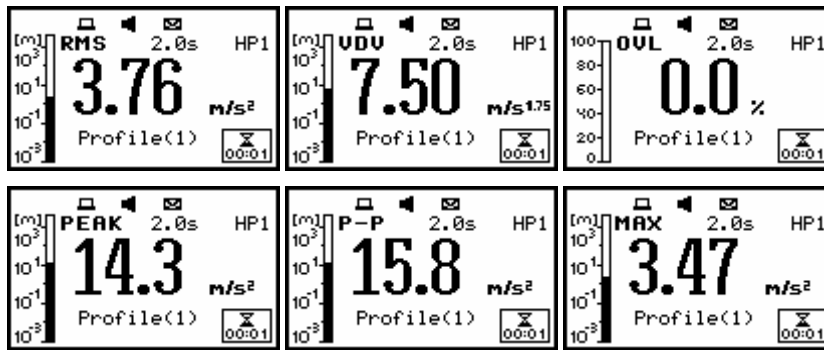 [m] RMS 2.0s HP1
10³
10¹
10⁻¹
10⁻³
3.76 m/s²
Profile(1)
00:01
[m] VDV 2.0s HP1
10³
10¹
10⁻¹
10⁻³
7.50 m/s¹·⁷⁵
Profile(1)
00:01
OVL 2.0s HP1
100
80
60
40
20
0
0.0 %
Profile(1)
00:01
[m] PEAK 2.0s HP1
10³
10¹
10⁻¹
10⁻³
14.3 m/s²
Profile(1)
00:01
[m] P-P 2.0s HP1
10³
10¹
10⁻¹
10⁻³
15.8 m/s²
Profile(1)
00:01
[m] MAX 2.0s HP1
10³
10¹
10⁻¹
10⁻³
3.47 m/s²
Profile(1)
00:01